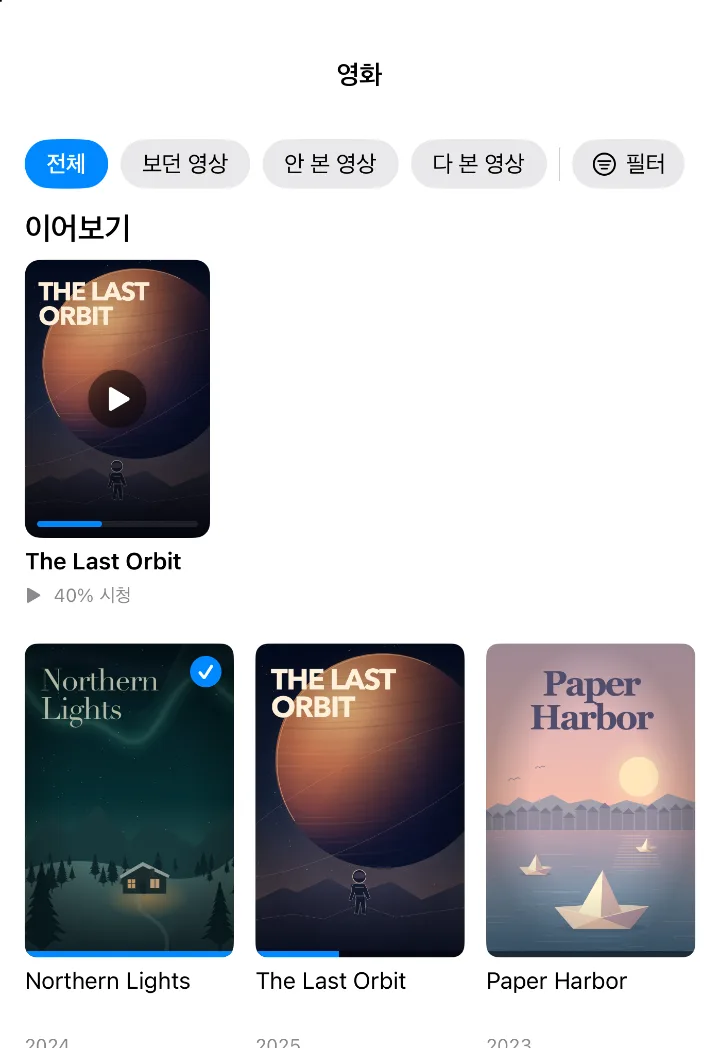 영화
전체
보던 영상
안 본 영상
다 본 영상
필터
이어보기
THE LAST
ORBIT
The Last Orbit
40% 시청
Northern
Lights
THE LAST
ORBIT
Paper
Harbor
Northern Lights
The Last Orbit
Paper Harbor
2024
2025
2023